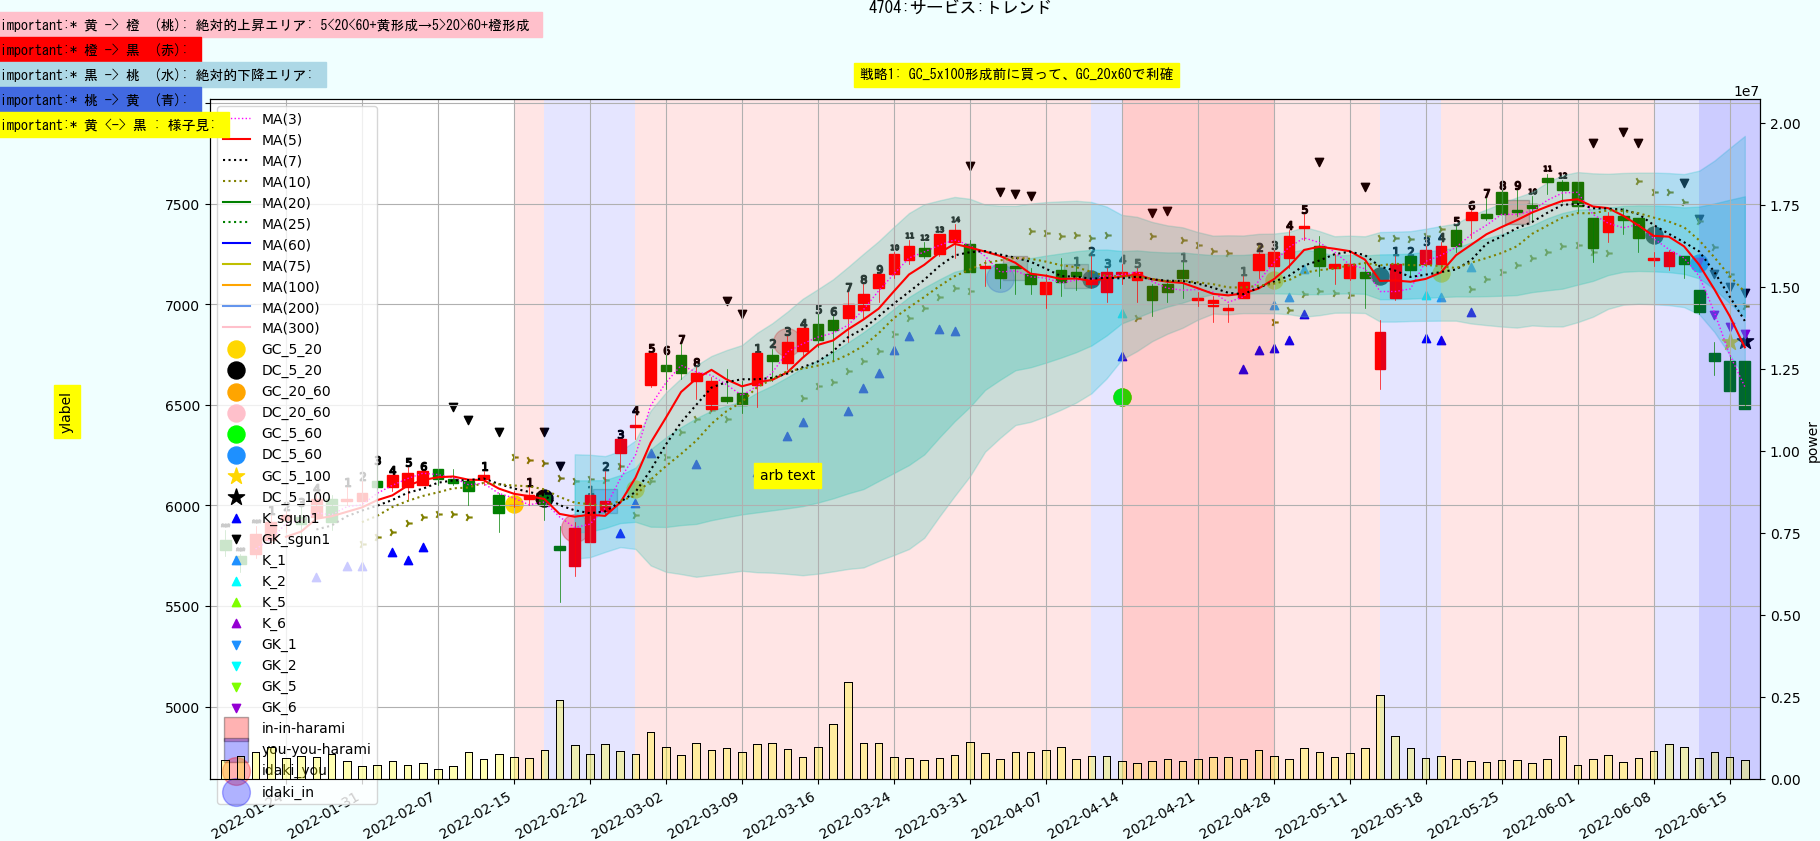 4704:サービス:トレンド
important:* 黄 -> 橙 (桃): 絶対的上昇エリア: 5<20<60+黄形成→5>20>60+橙形成
important:* 橙 -> 黒 (赤):
important:* 黒 -> 桃 (水): 絶対的下降エリア:
戦略1: GC_5x100形成前に買って、GC_20x60で利確
important:* 桃 -> 黄 (青):
important:* 黄 <-> 黒 : 様子見:
1e7
MA(3)
MA(5)
MA(7)
MA(10)
MA(20)
MA(25)
MA(60)
MA(75)
MA(100)
MA(200)
MA(300)
GC_5_20
DC_5_20
GC_20_60
DC_20_60
GC_5_60
DC_5_60
GC_5_100
DC_5_100
K_sgun1
GK_sgun1
K_1
K_2
K_5
K_6
GK_1
GK_2
GK_5
GK_6
in-in-harami
you-you-harami
idaki_you
idaki_in
7500
7000
6500
6000
5500
5000
ylabel
arb text
2.00
1.75
1.50
1.25
1.00
0.75
0.50
0.25
0.00
power
2022-01-24
2022-01-31
2022-02-07
2022-02-15
2022-02-22
2022-03-02
2022-03-09
2022-03-16
2022-03-24
2022-03-31
2022-04-07
2022-04-14
2022-04-21
2022-04-28
2022-05-11
2022-05-18
2022-05-25
2022-06-01
2022-06-08
2022-06-15